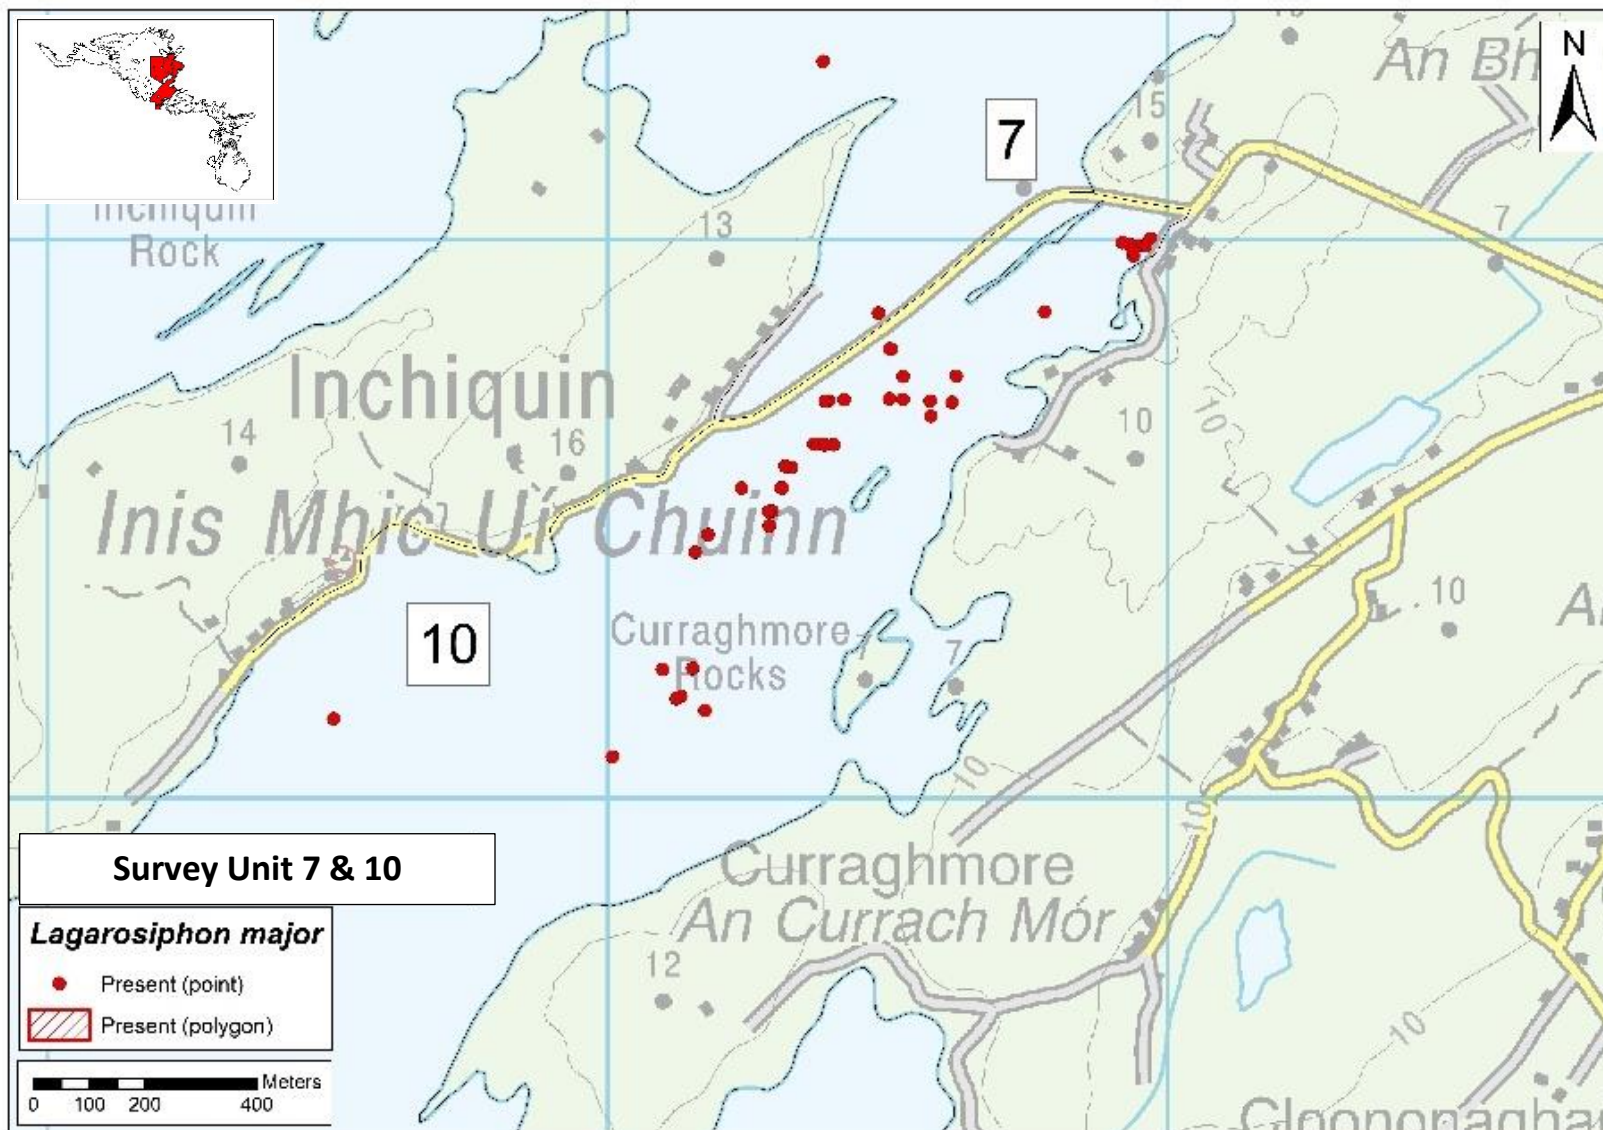 An Bh
N
15
7
Inchiquin
Rock
13
7
Inchiquin
14
16
10
10
Inis Mhic Uí Chuinn
10
Curraghmore
Rocks
7
7
10
10
10
Survey Unit 7 & 10
Curraghmore
An Currach Mór
Lagarosiphon major
Present (point)
Present (polygon)
12
10
Meters
0 100 200 400